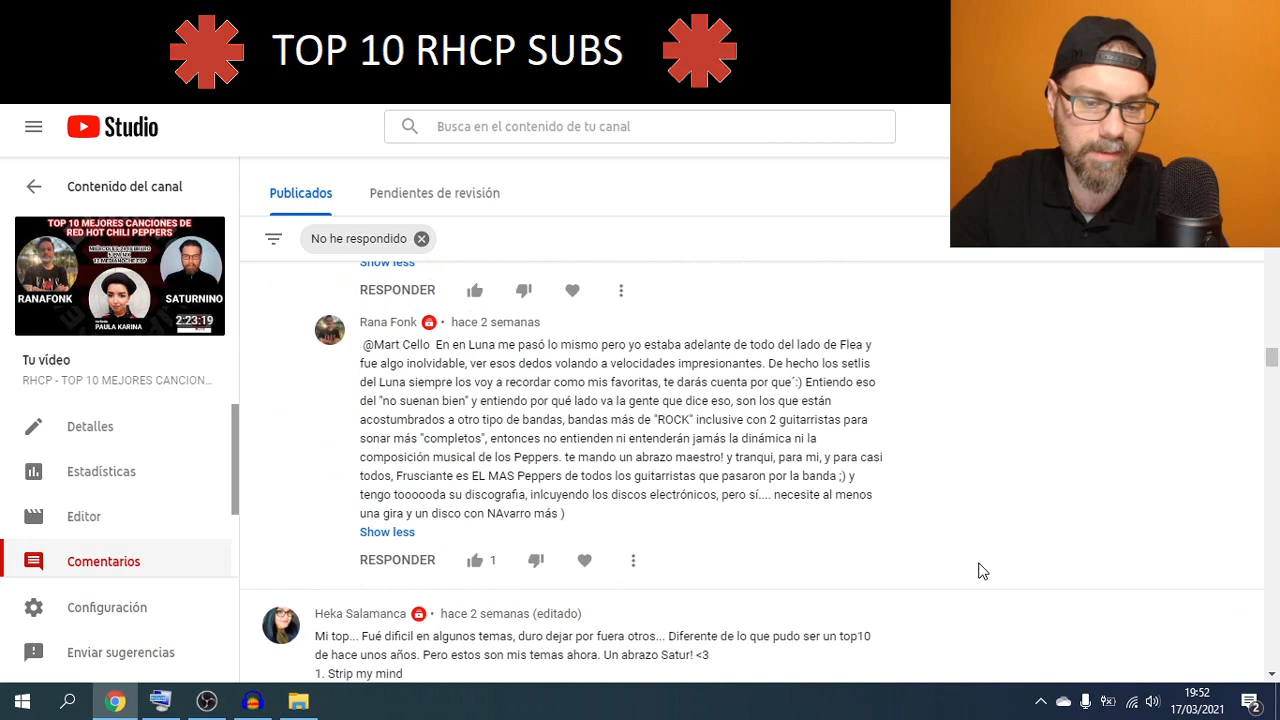 TOP 10 RHCP SUBS
Studio
Busca en el contenido de tu canal
Contenido del canal
Publicados
Pendientes de revisión
No he respondido
TOP 10 MEJORES CANCIONES DE
RED HOT CHILI PEPPERS
RANAFONK
SATURNINO
PAULA KARINA
2:23:19
Tu vídeo
RHCP - TOP 10 MEJORES CANCION...
Detalles
Estadísticas
Editor
Comentarios
Configuración
Enviar sugerencias
Show less
RESPONDER
Rana Fonk • hace 2 semanas
@Mart Cello En en Luna me pasó lo mismo pero yo estaba adelante de todo del lado de Flea y
fue algo inolvidable, ver esos dedos volando a velocidades impresionantes. De hecho los setlis
del Luna siempre los voy a recordar como mis favoritas, te darás cuenta por que´:) Entiendo eso
del "no suenan bien" y entiendo por qué lado va la gente que dice eso, son los que están
acostumbrados a otro tipo de bandas, bandas más de "ROCK" inclusive con 2 guitarristas para
sonar más "completos", entonces no entienden ni entenderán jamás la dinámica ni la
composición musical de los Peppers. te mando un abrazo maestro! y tranqui, para mi, y para casi
todos, Frusciante es EL MAS Peppers de todos los guitarristas que pasaron por la banda ;) y
tengo toooooda su discografia, inlcuyendo los discos electrónicos, pero sí.... necesite al menos
una gira y un disco con NAvarro más )
Show less
RESPONDER 1
Heka Salamanca • hace 2 semanas (editado)
Mi top... Fué dificil en algunos temas, duro dejar por fuera otros... Diferente de lo que pudo ser un top10
de hace unos años. Pero estos son mis temas ahora. Un abrazo Satur! <3
1. Strip my mind
19:52
17/03/2021
2